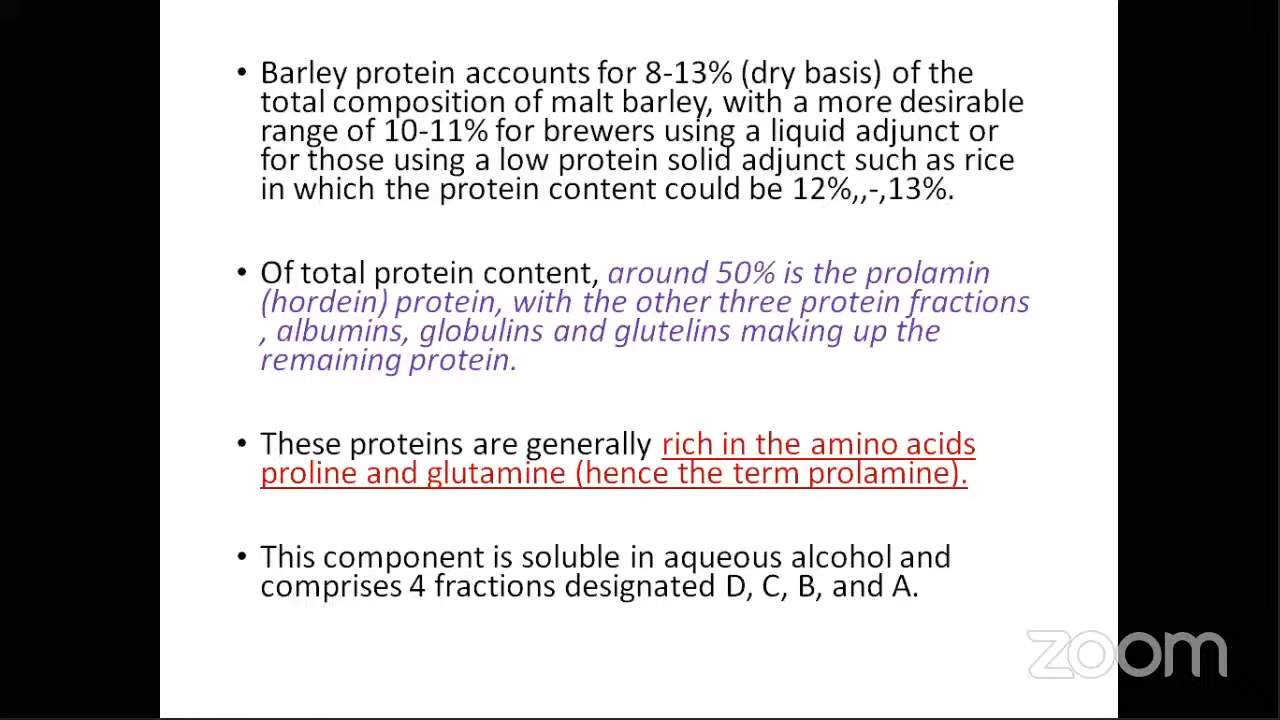 • Barley protein accounts for 8-13% (dry basis) of the
total composition of malt barley, with a more desirable
range of 10-11% for brewers using a liquid adjunct or
for those using a low protein solid adjunct such as rice
in which the protein content could be 12%,,-,13%.
• Of total protein content, around 50% is the prolamin
(hordein) protein, with the other three protein fractions
, albumins, globulins and glutelins making up the
remaining protein.
• These proteins are generally rich in the amino acids
proline and glutamine (hence the term prolamine).
• This component is soluble in aqueous alcohol and
comprises 4 fractions designated D, C, B, and A.
zoom